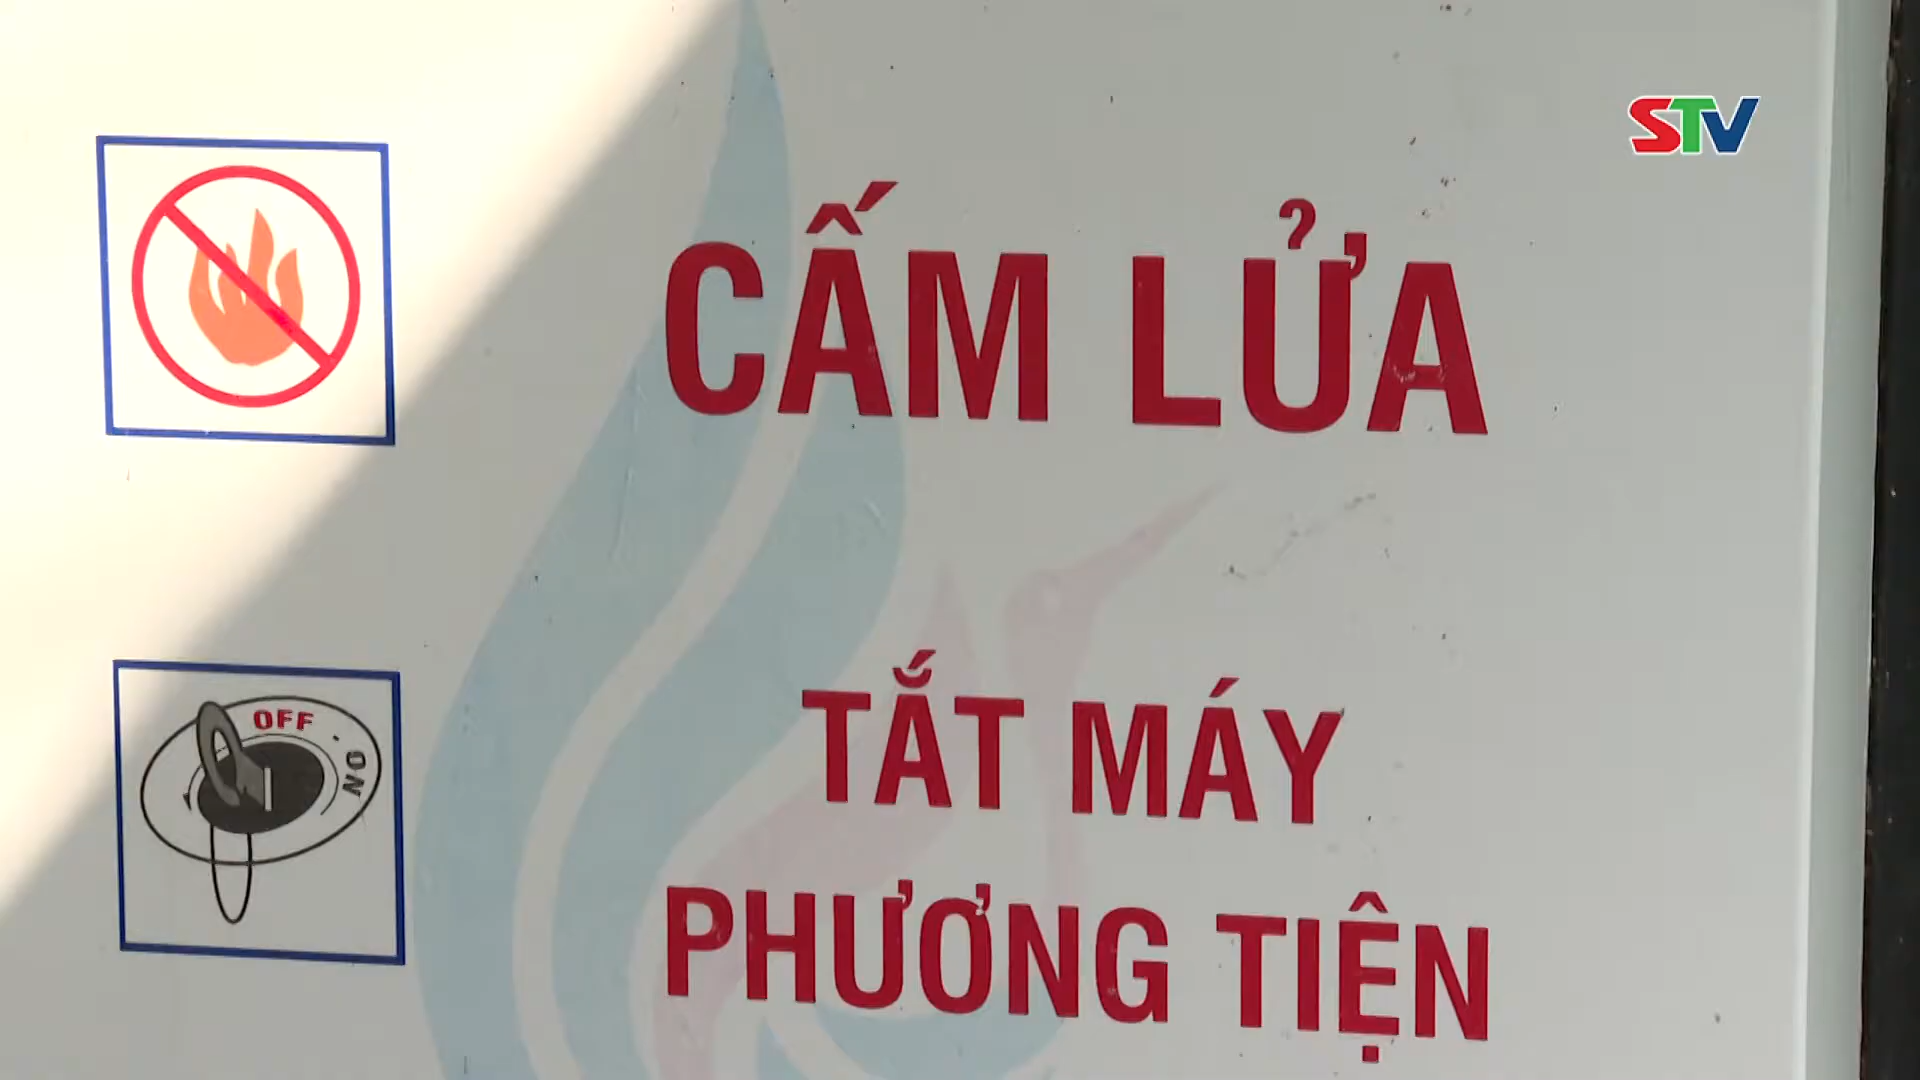 STV
CẤM LỬA
OFF - ON
TẮT MÁY
PHƯƠNG TIỆN